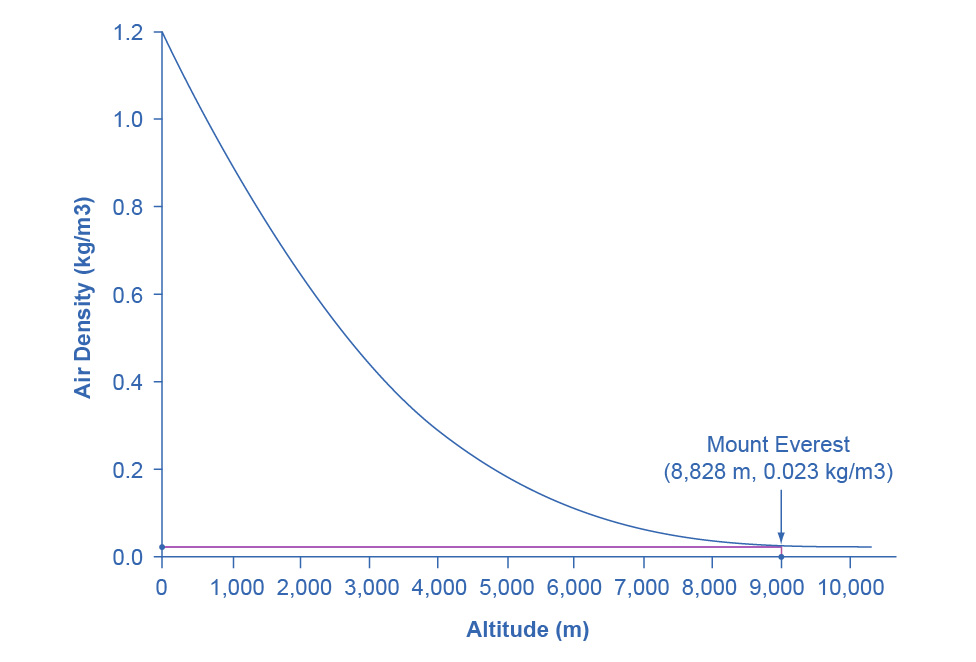 1.2
1.0
0.8
0.6
0.4
0.2
0.0
Air Density (kg/m3)
Mount Everest
(8,828 m, 0.023 kg/m3)
0 1,000 2,000 3,000 4,000 5,000 6,000 7,000 8,000 9,000 10,000
Altitude (m)